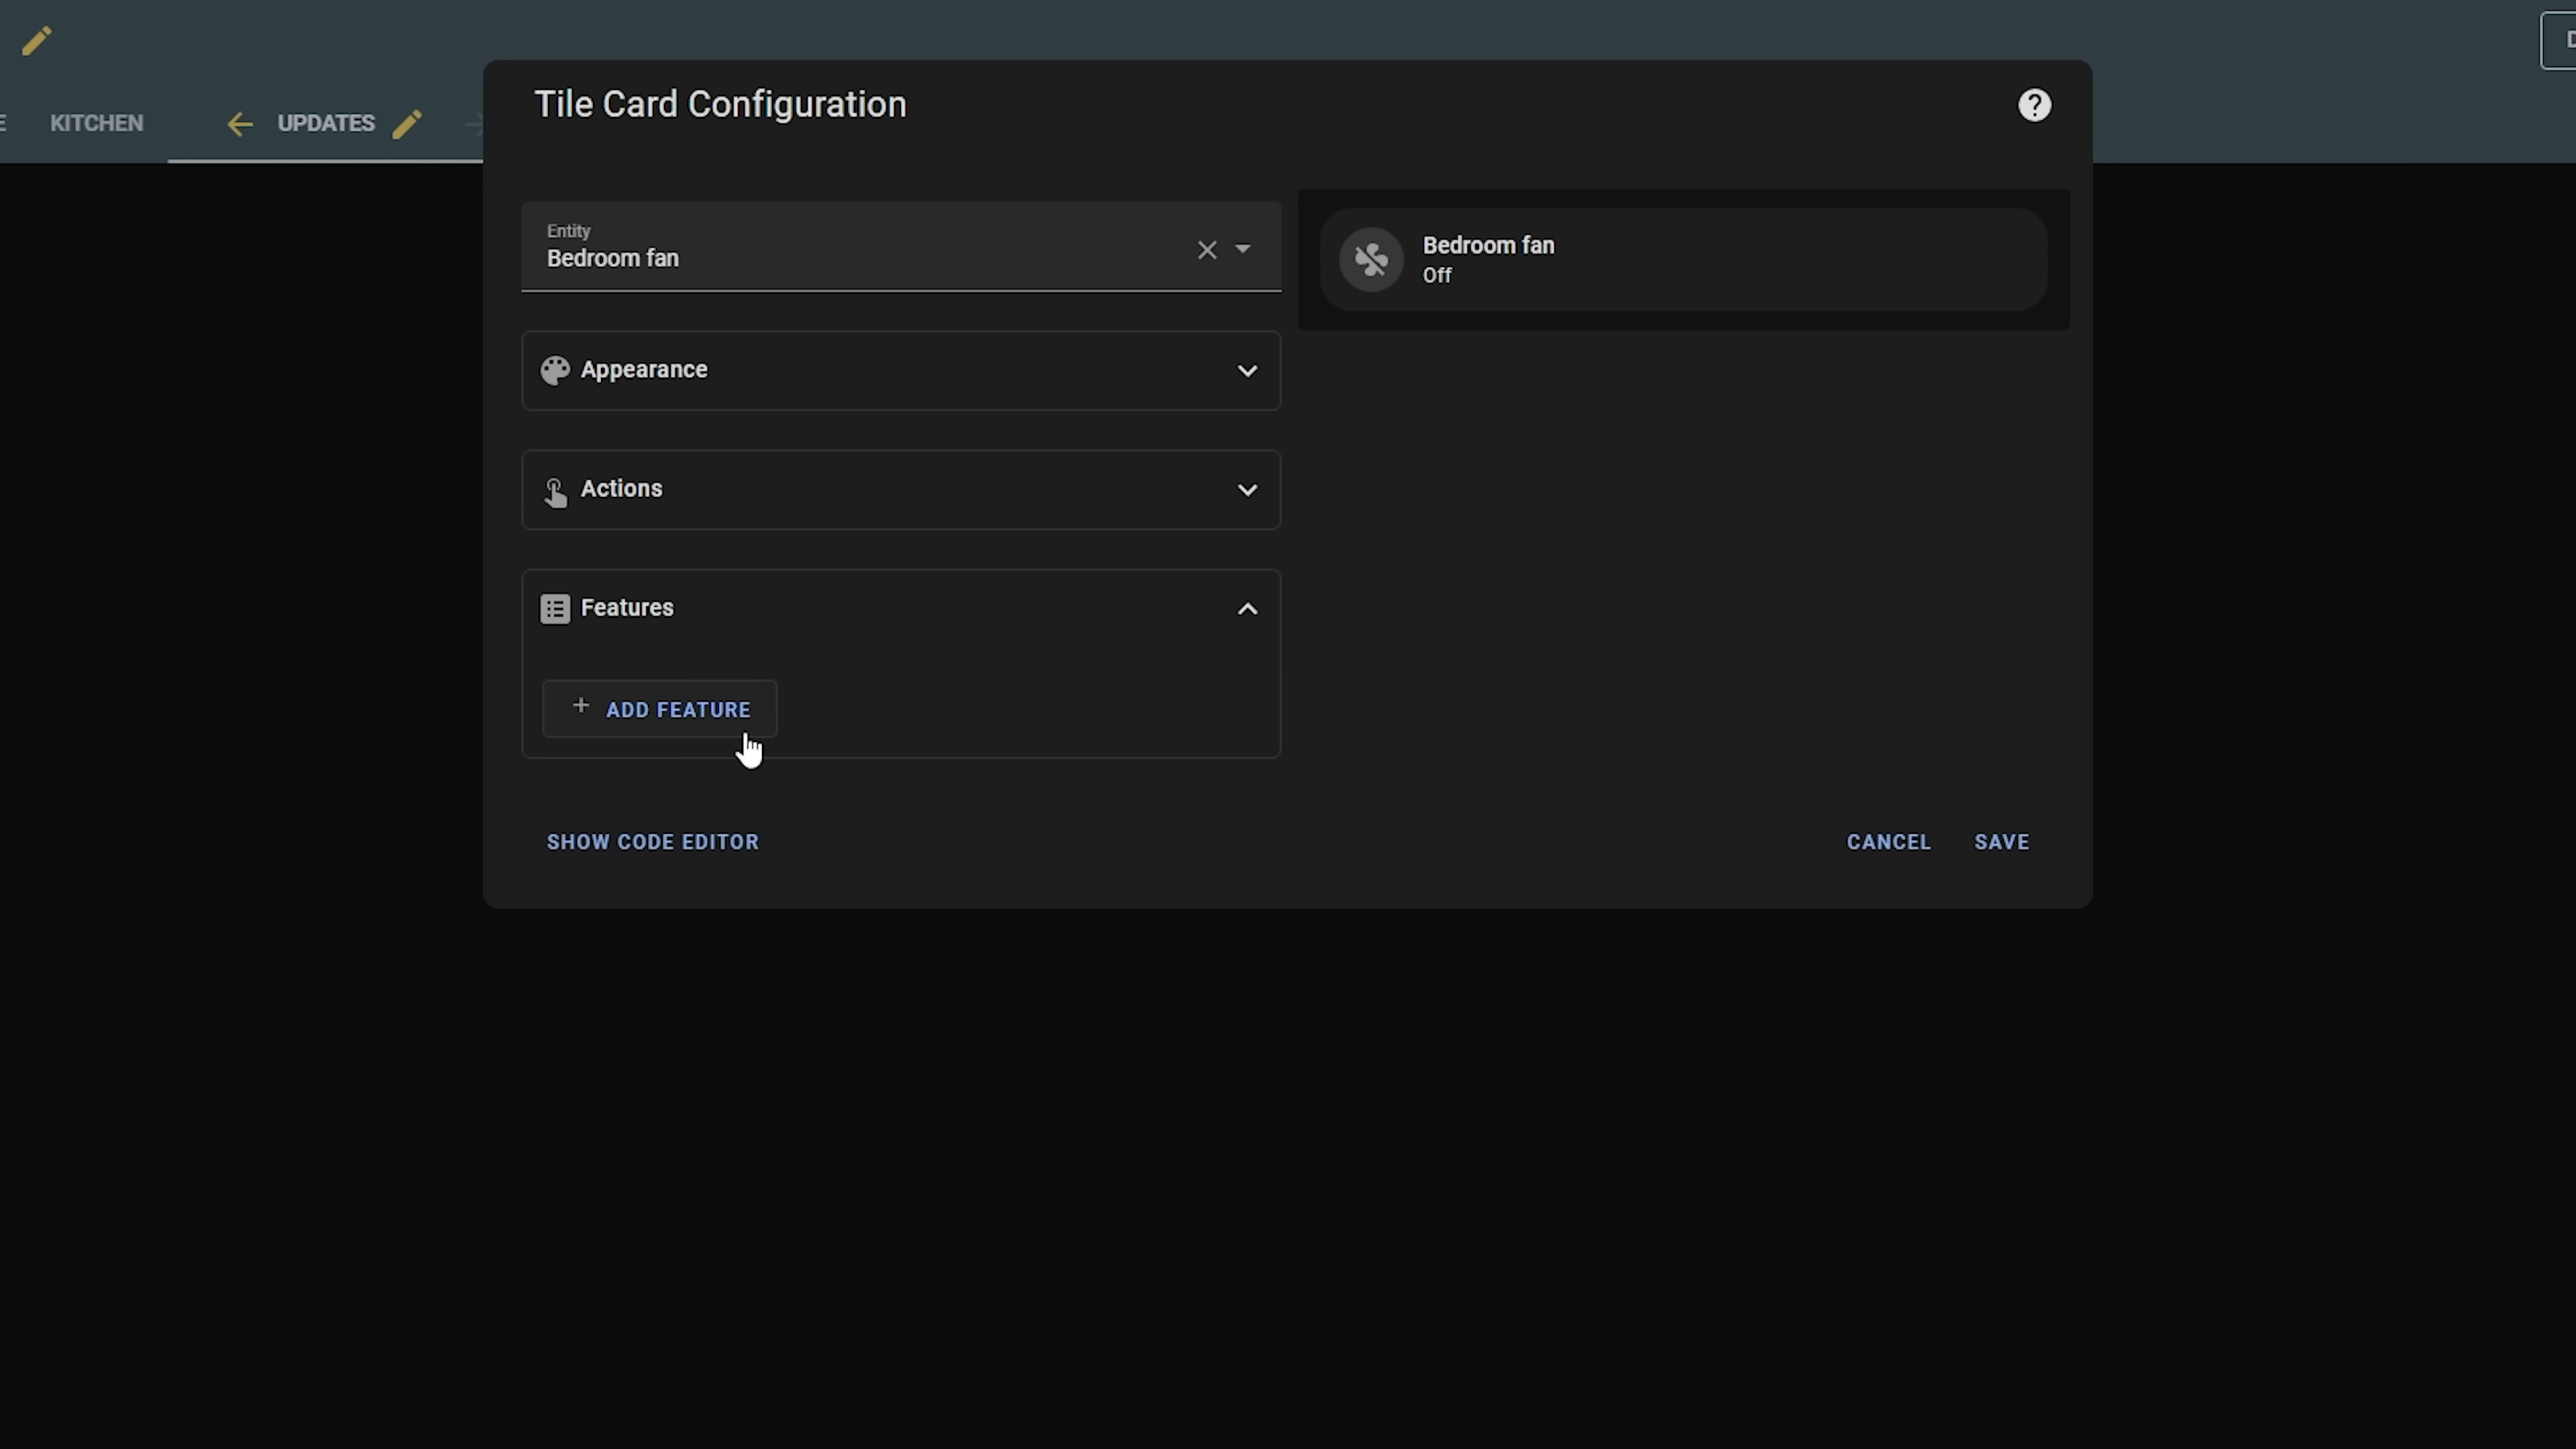 KITCHEN
UPDATES
Tile Card Configuration
Entity
Bedroom fan
Bedroom fan
Off
Appearance
Actions
Features
+ ADD FEATURE
SHOW CODE EDITOR
CANCEL
SAVE